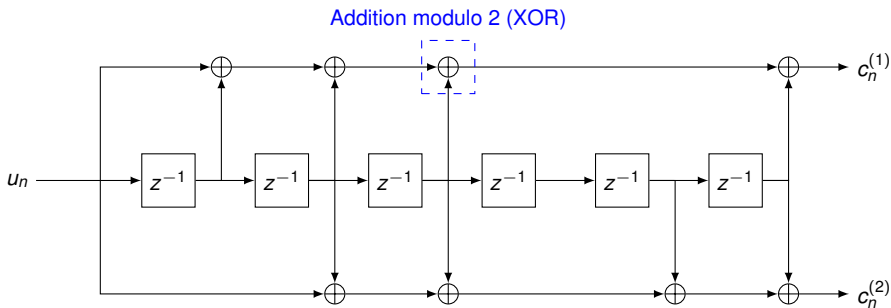 Addition modulo 2 (XOR)
c_n^{(1)}
u_n
z^{-1} z^{-1} z^{-1} z^{-1} z^{-1} z^{-1}
c_n^{(2)}